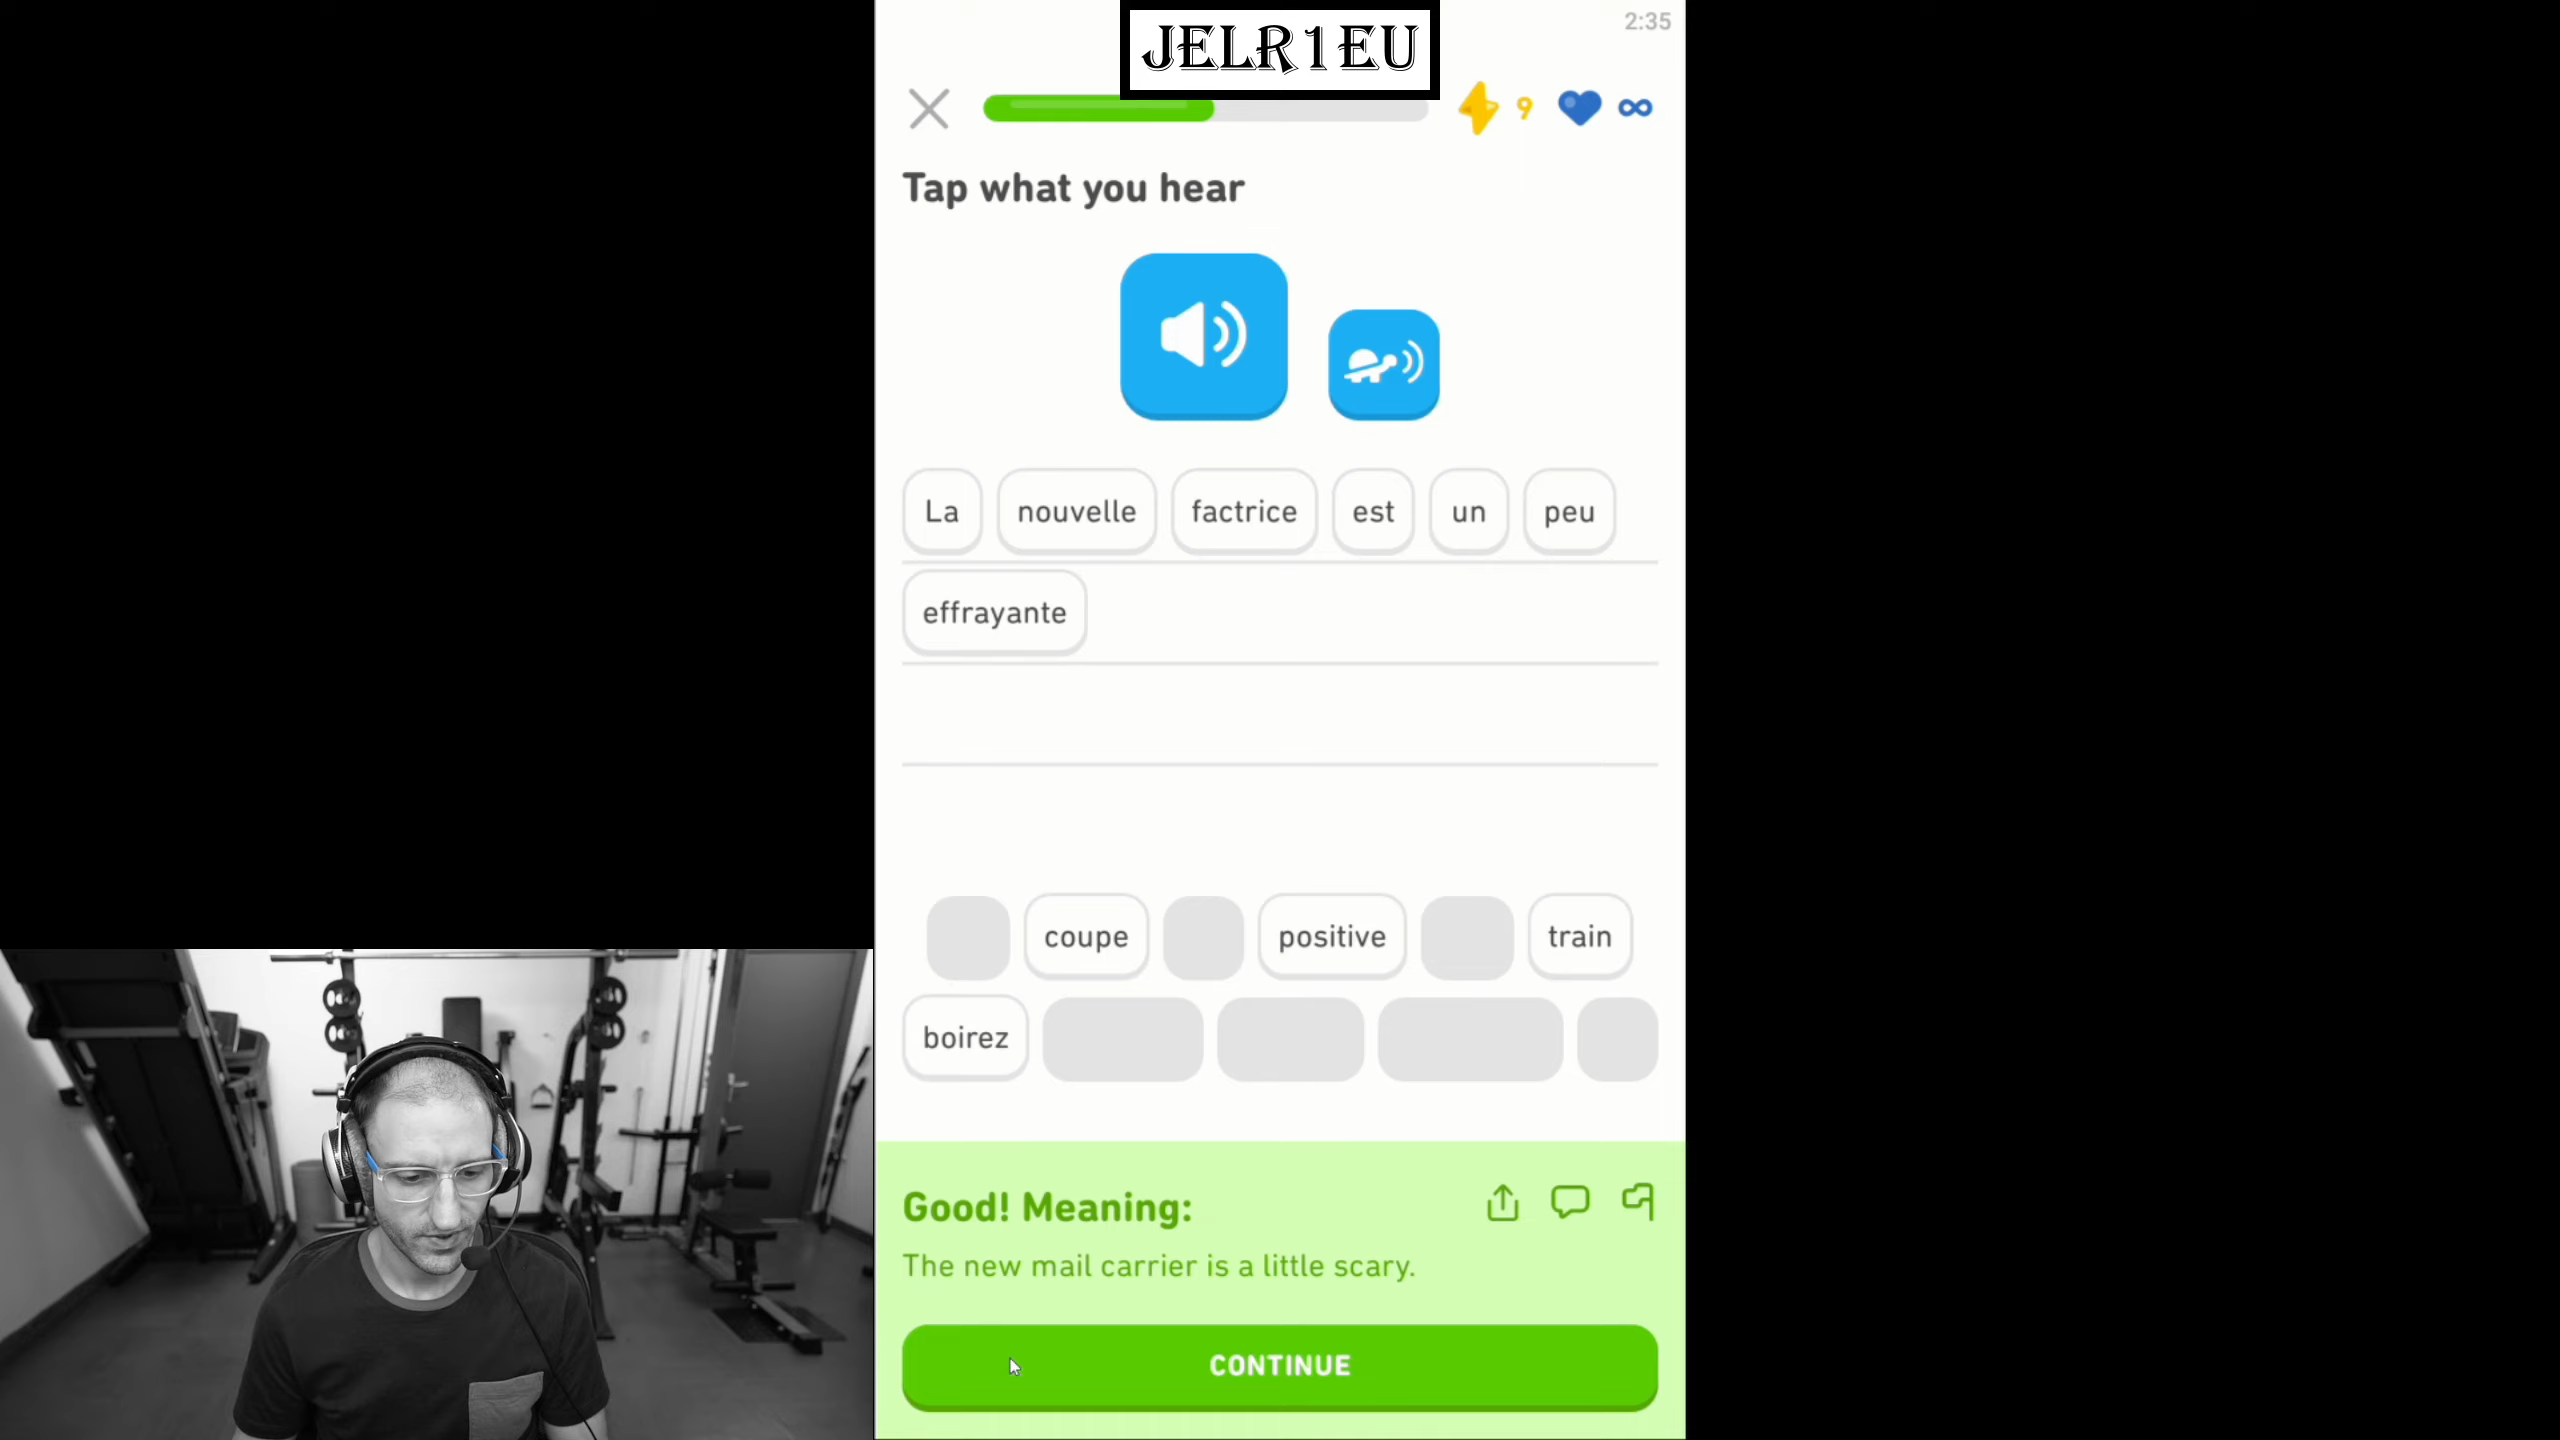 JELR1EU
2:35
9
Tap what you hear
La nouvelle factrice est un peu
effrayante
coupe positive train
boirez
Good! Meaning:
The new mail carrier is a little scary.
CONTINUE